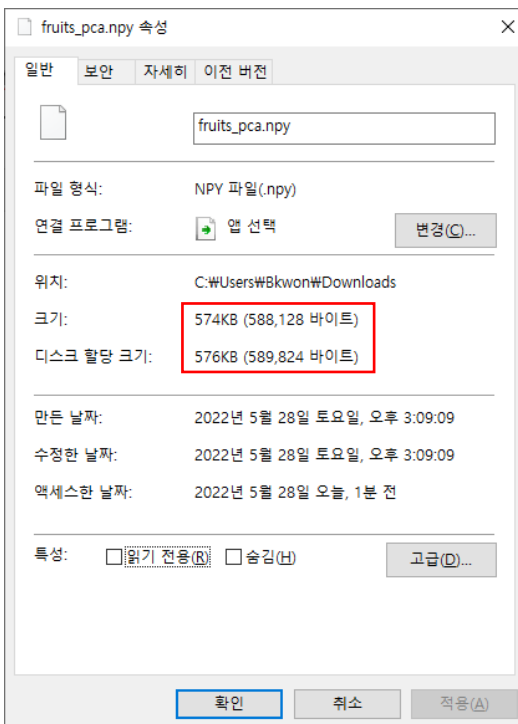 fruits_pca.npy 속성
일반 보안 자세히 이전 버전
fruits_pca.npy
파일 형식: NPY 파일(.npy)
연결 프로그램: 앱 선택 변경(C)...
위치: C:₩Users₩Bkwon₩Downloads
크기: 574KB (588,128 바이트)
디스크 할당 크기: 576KB (589,824 바이트)
만든 날짜: 2022년 5월 28일 토요일, 오후 3:09:09
수정한 날짜: 2022년 5월 28일 토요일, 오후 3:09:09
액세스한 날짜: 2022년 5월 28일 오늘, 1분 전
특성: 읽기 전용(R) 숨김(H) 고급(D)...
확인 취소 적용(A)